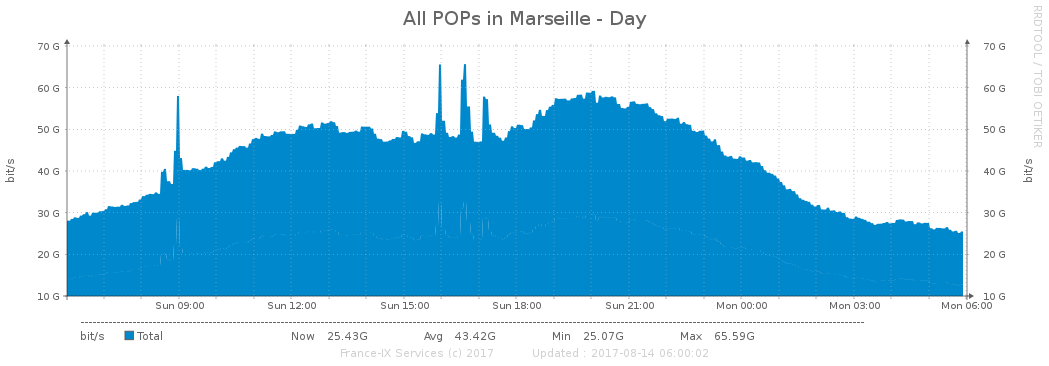 All POPs in Marseille - Day
RRDTOOL / TOBI OETIKER
70 G 70 G
60 G 60 G
50 G 50 G
40 G 40 G
30 G 30 G
20 G 20 G
10 G 10 G
bit/s bit/s
Sun 09:00 Sun 12:00 Sun 15:00 Sun 18:00 Sun 21:00 Mon 00:00 Mon 03:00 Mon 06:00
bit/s Total Now 25.43G Avg 43.42G Min 25.07G Max 65.59G
France-IX Services (c) 2017 Updated : 2017-08-14 06:00:02